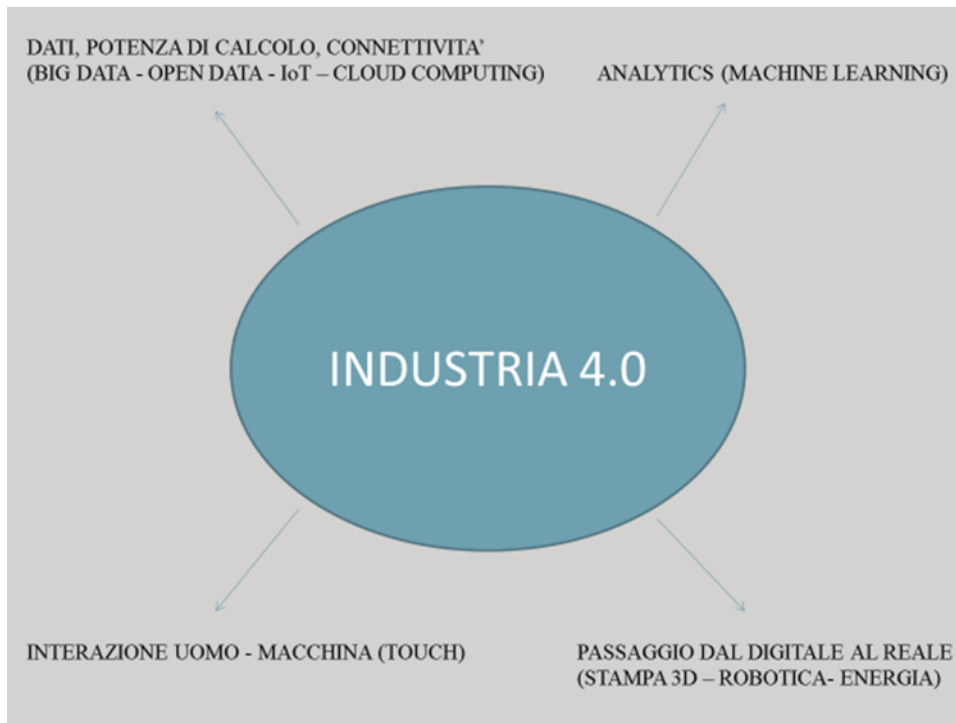 DATI, POTENZA DI CALCOLO, CONNETTIVITA’
(BIG DATA - OPEN DATA - IoT – CLOUD COMPUTING)
ANALYTICS (MACHINE LEARNING)
INDUSTRIA 4.0
INTERAZIONE UOMO - MACCHINA (TOUCH)
PASSAGGIO DAL DIGITALE AL REALE
(STAMPA 3D – ROBOTICA- ENERGIA)